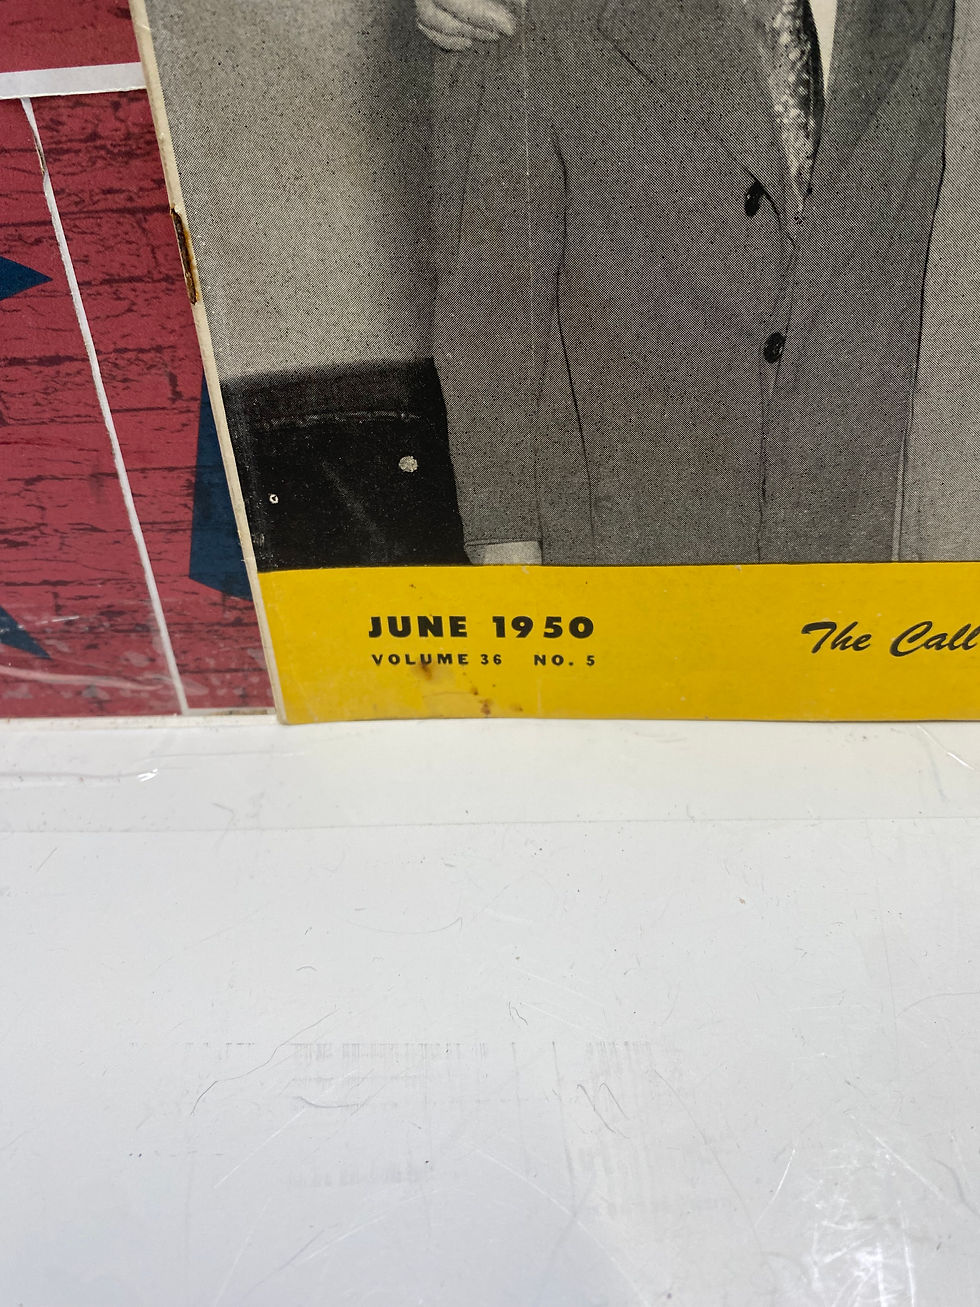 JUNE 1950
VOLUME 36 NO. 5
The Call